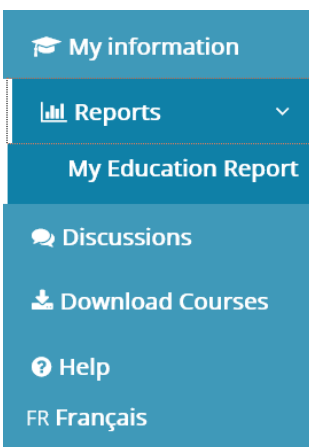 My information
Reports
My Education Report
Discussions
Download Courses
Help
FR Français